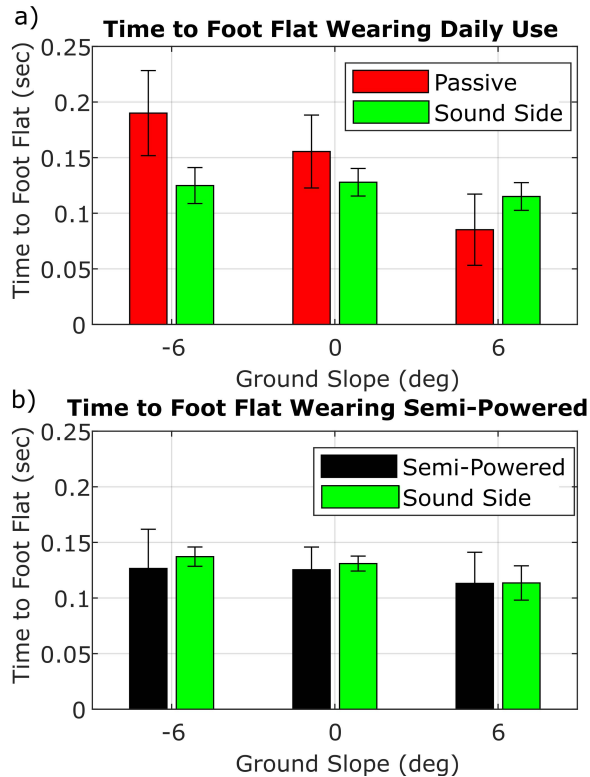 a)
Time to Foot Flat Wearing Daily Use
Time to Foot Flat (sec)
0.25
0.2
0.15
0.1
0.05
0
Passive
Sound Side
-6
0
6
Ground Slope (deg)
b)
Time to Foot Flat Wearing Semi-Powered
Time to Foot Flat (sec)
0.25
0.2
0.15
0.1
0.05
0
Semi-Powered
Sound Side
-6
0
6
Ground Slope (deg)